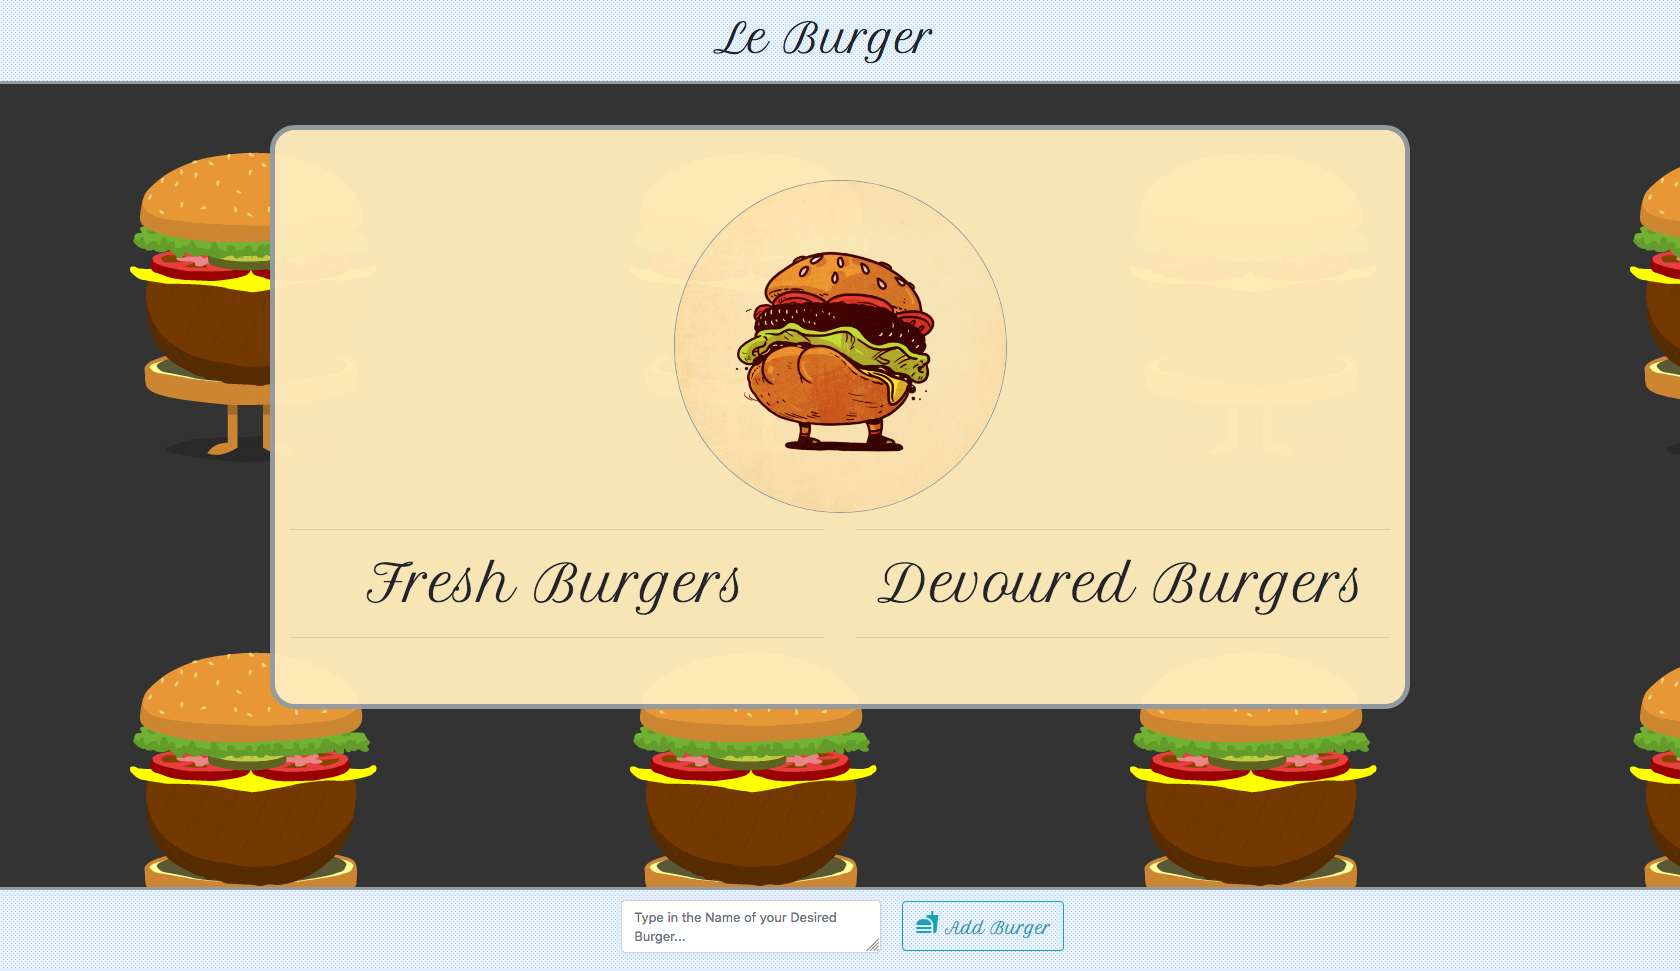 Le Burger
Fresh Burgers
Devoured Burgers
Type in the Name of your Desired
Burger...
Add Burger